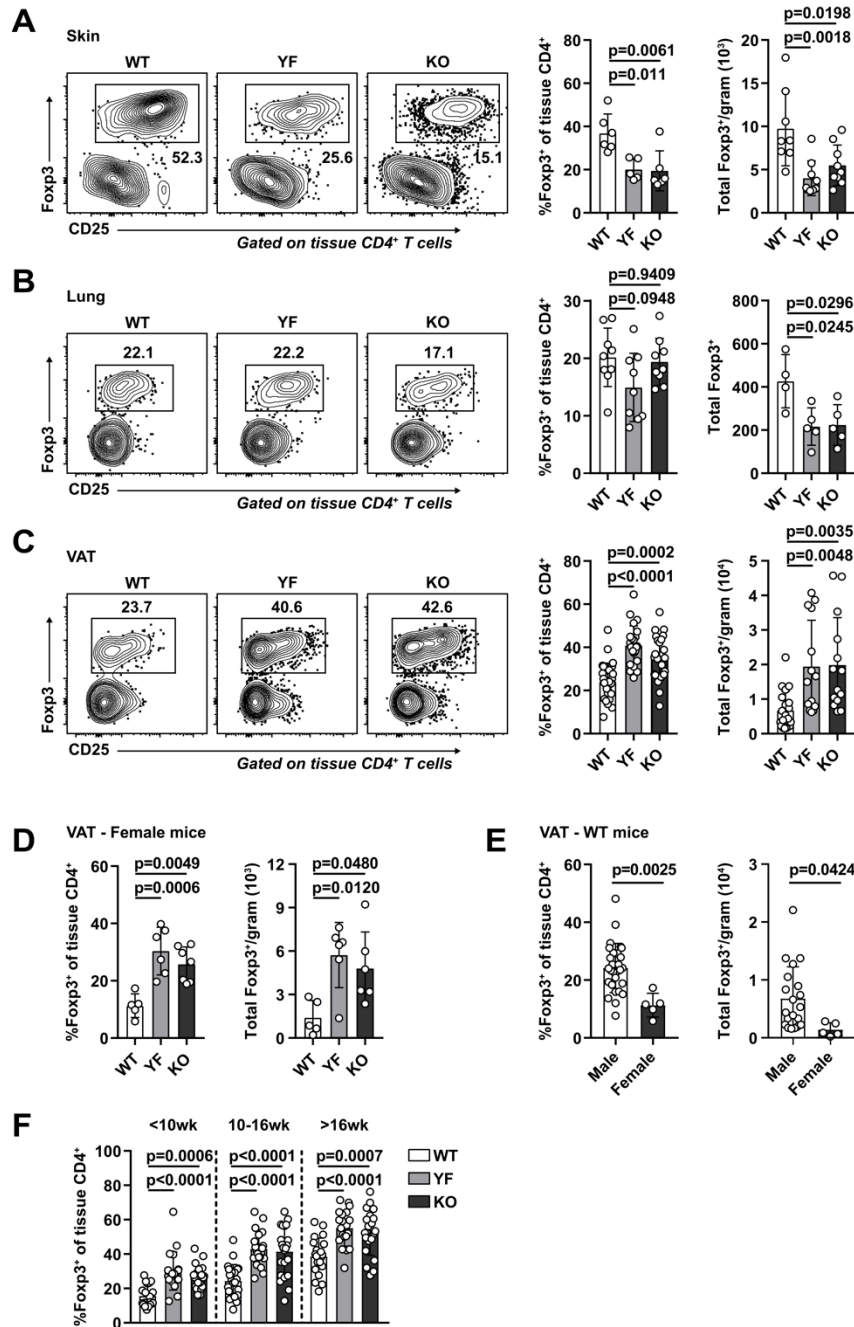 A
Skin
WT
YF
KO
52.3
25.6
15.1
Foxp3
CD25
Gated on tissue CD4⁺ T cells
%Foxp3⁺ of tissue CD4⁺
80
60
40
20
0
p=0.0061
p=0.011
WT
YF
KO
Total Foxp3⁺/gram (10³)
20
15
10
5
0
p=0.0198
p=0.0018
WT
YF
KO
B
Lung
WT
YF
KO
22.1
22.2
17.1
Foxp3
CD25
Gated on tissue CD4⁺ T cells
%Foxp3⁺ of tissue CD4⁺
30
20
10
0
p=0.9409
p=0.0948
WT
YF
KO
Total Foxp3⁺
800
600
400
200
0
p=0.0296
p=0.0245
WT
YF
KO
C
VAT
WT
YF
KO
23.7
40.6
42.6
Foxp3
CD25
Gated on tissue CD4⁺ T cells
%Foxp3⁺ of tissue CD4⁺
80
60
40
20
0
p=0.0002
p<0.0001
WT
YF
KO
Total Foxp3⁺/gram (10⁴)
5
4
3
2
1
0
p=0.0035
p=0.0048
WT
YF
KO
D
VAT - Female mice
%Foxp3⁺ of tissue CD4⁺
60
40
20
0
p=0.0049
p=0.0006
WT
YF
KO
Total Foxp3⁺/gram (10³)
12
9
6
3
0
p=0.0480
p=0.0120
WT
YF
KO
E
VAT - WT mice
%Foxp3⁺ of tissue CD4⁺
60
40
20
0
p=0.0025
Male
Female
Total Foxp3⁺/gram (10⁴)
3
2
1
0
p=0.0424
Male
Female
F
<10wk
10-16wk
>16wk
%Foxp3⁺ of tissue CD4⁺
100
80
60
40
20
0
p=0.0006
p<0.0001
p<0.0001
p<0.0001
p=0.0007
p<0.0001
WT
YF
KO